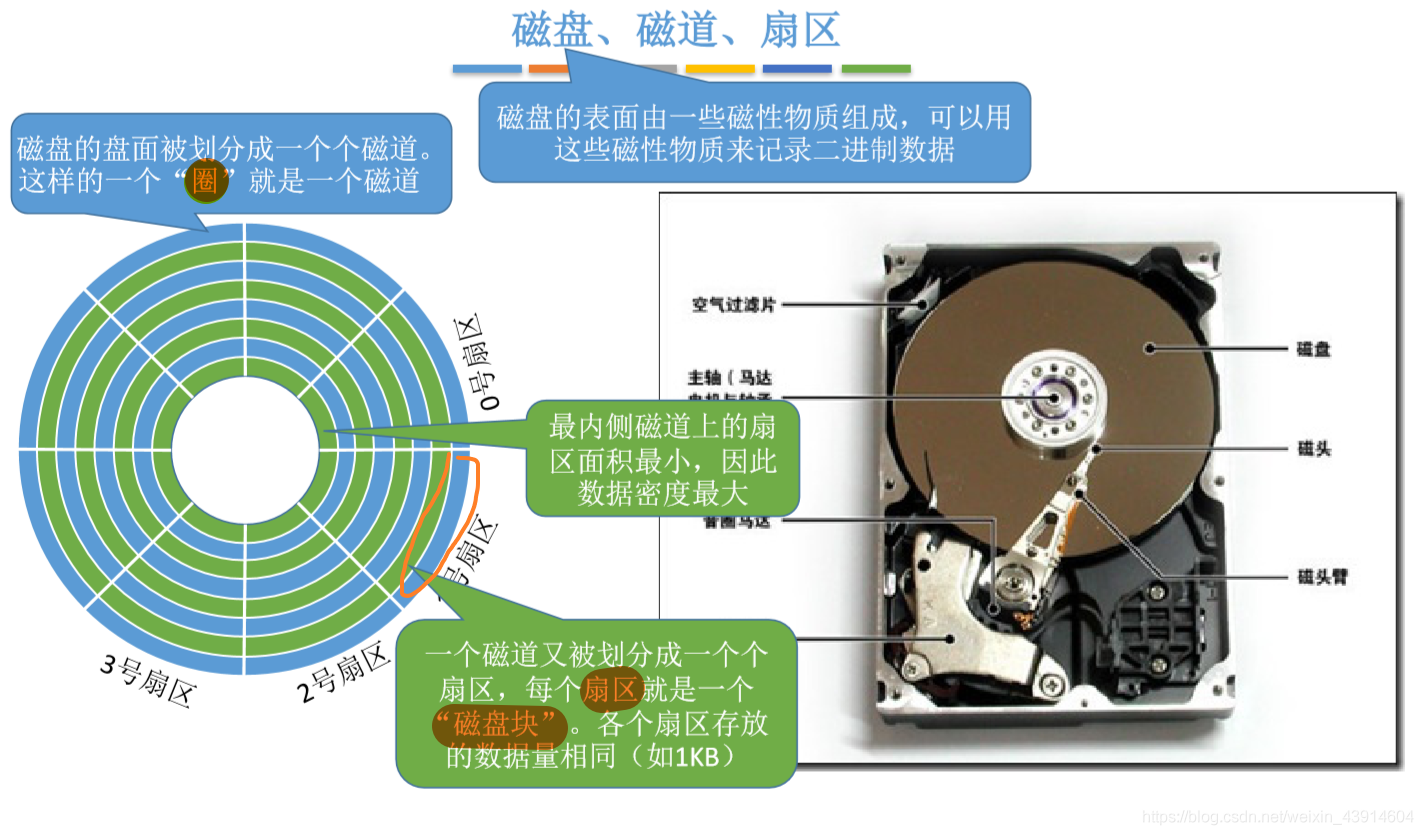 磁盘、磁道、扇区
磁盘的表面由一些磁性物质组成，可以用
这些磁性物质来记录二进制数据
磁盘的盘面被划分成一个个磁道。
这样的一个“圈”就是一个磁道
0号扇区
号扇区
2号扇区
3号扇区
最内侧磁道上的扇
区面积最小，因此
数据密度最大
一个磁道又被划分成一个个
扇区，每个扇区就是一个
“磁盘块”。各个扇区存放
的数据量相同（如1KB）
空气过滤片
主轴（马达
音圈马达
磁盘
磁头
磁头臂
https://blog.csdn.net/weixin_43914604